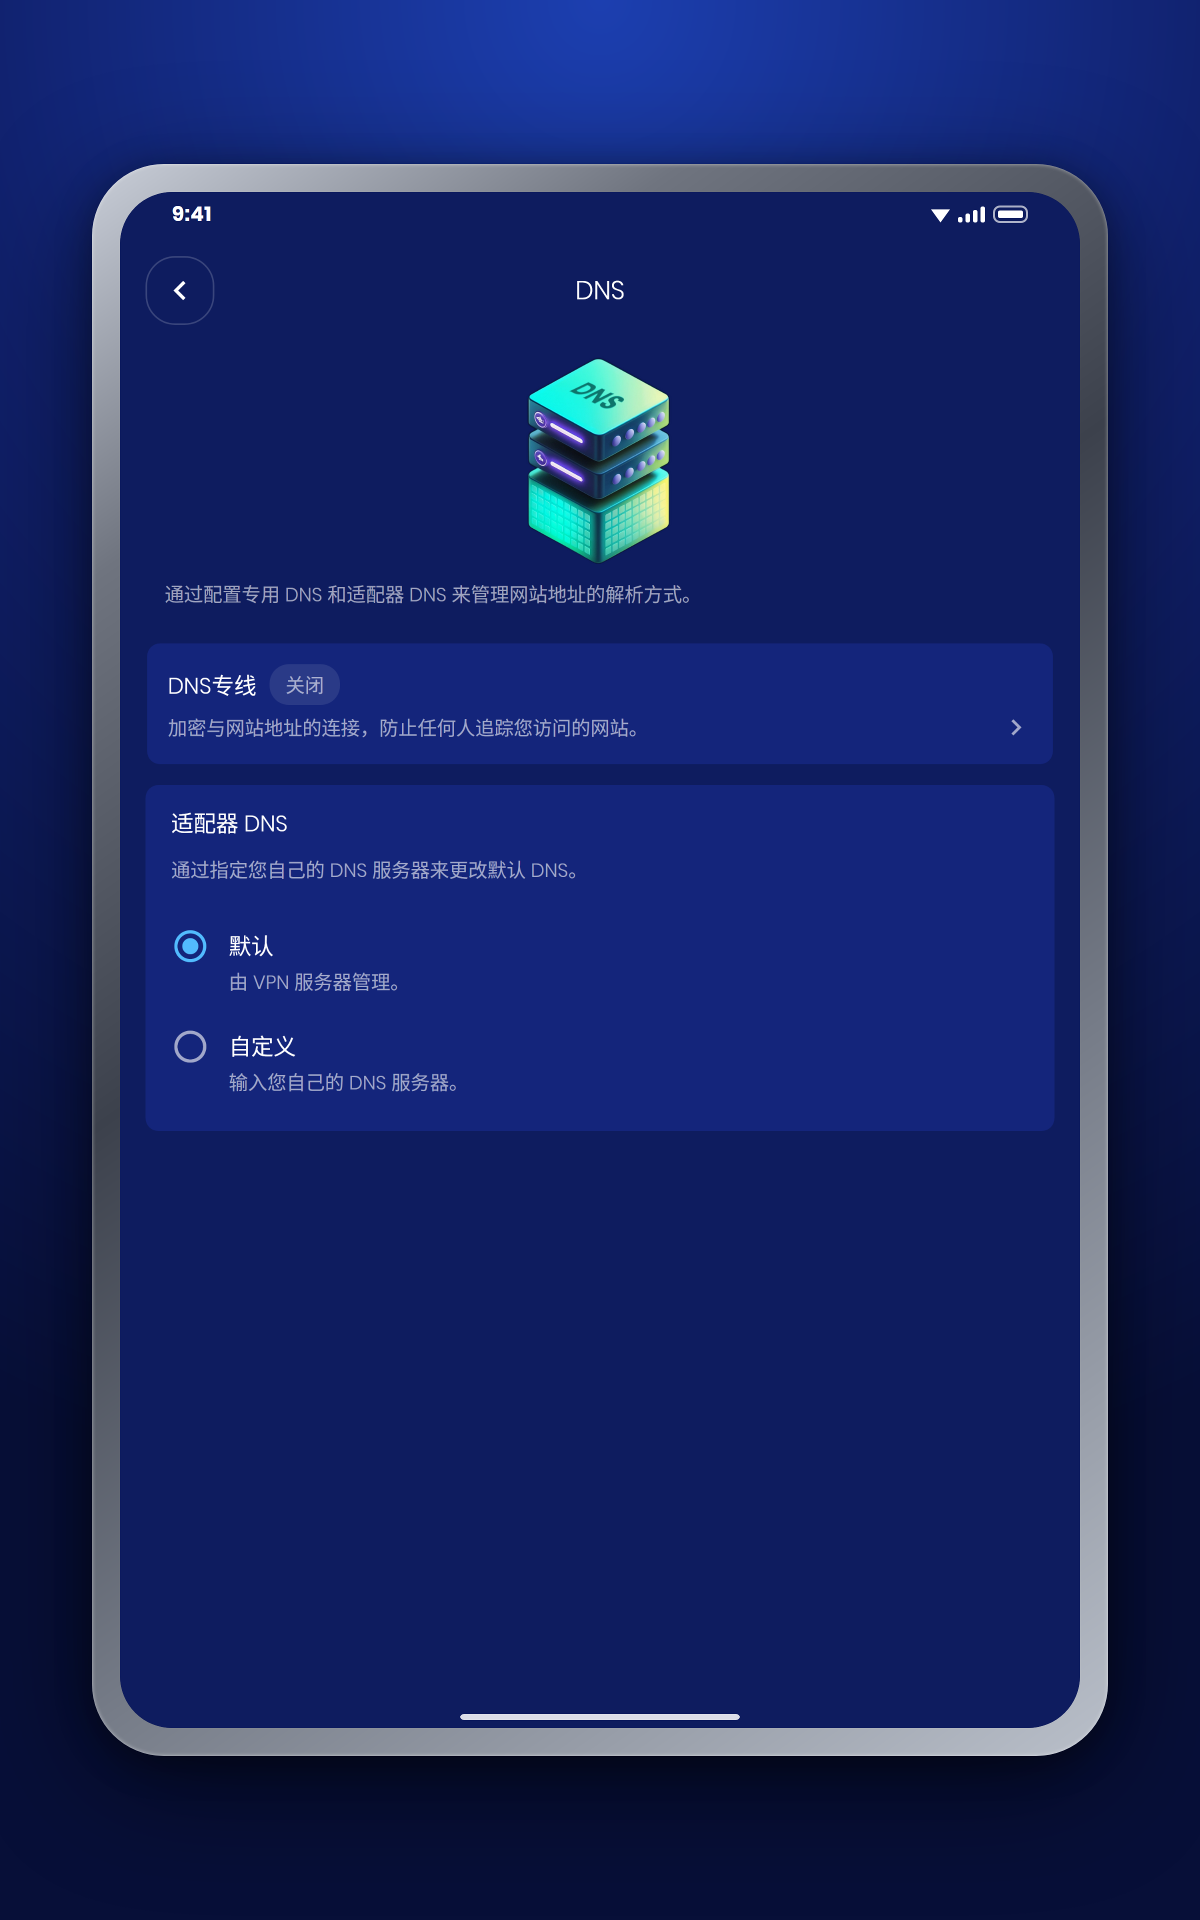 9:41
DNS
DNS
通过配置专用 DNS 和适配器 DNS 来管理网站地址的解析方式。
DNS专线 关闭
加密与网站地址的连接，防止任何人追踪您访问的网站。
适配器 DNS
通过指定您自己的 DNS 服务器来更改默认 DNS。
默认
由 VPN 服务器管理。
自定义
输入您自己的 DNS 服务器。